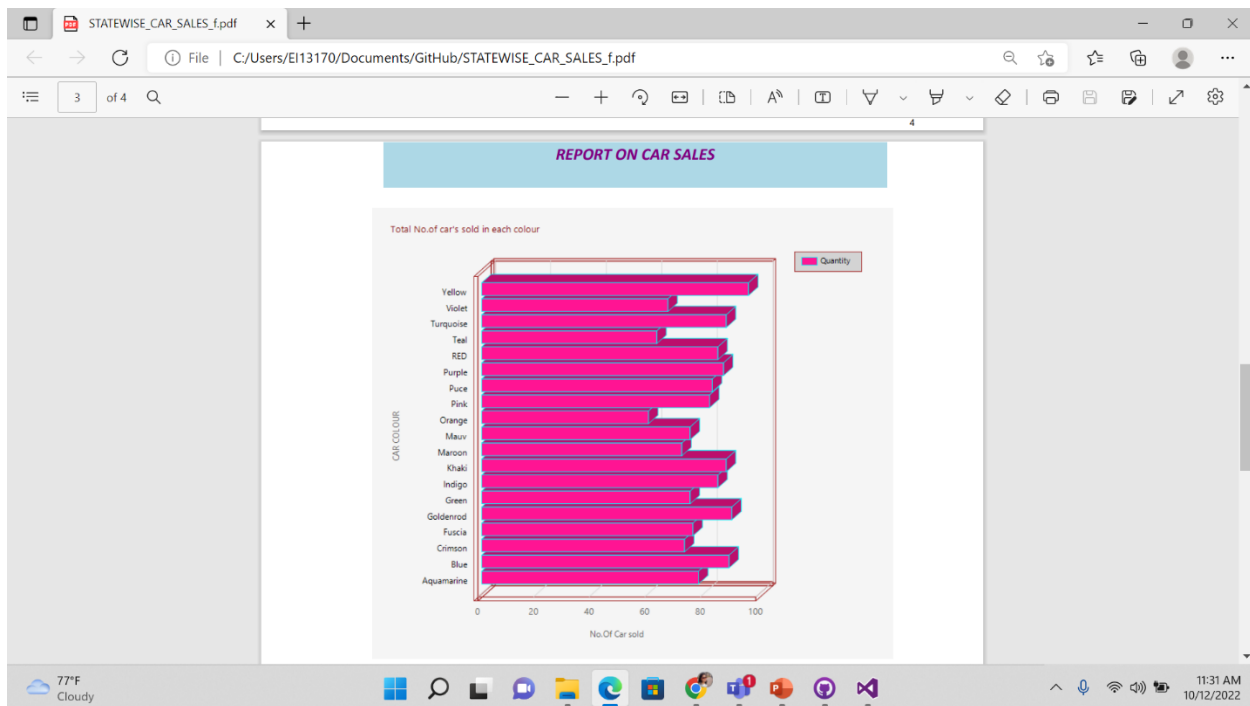 STATEWISE_CAR_SALES_f.pdf
File | C:/Users/EI13170/Documents/GitHub/STATEWISE_CAR_SALES_f.pdf
3 of 4
4
REPORT ON CAR SALES
Total No.of car's sold in each colour
Quantity
Yellow
Violet
Turquoise
Teal
RED
Purple
Puce
Pink
Orange
Mauv
Maroon
Khaki
Indigo
Green
Goldenrod
Fuscia
Crimson
Blue
Aquamarine
CAR COLOUR
0 20 40 60 80 100
No.Of Car sold
77°F
Cloudy
11:31 AM
10/12/2022